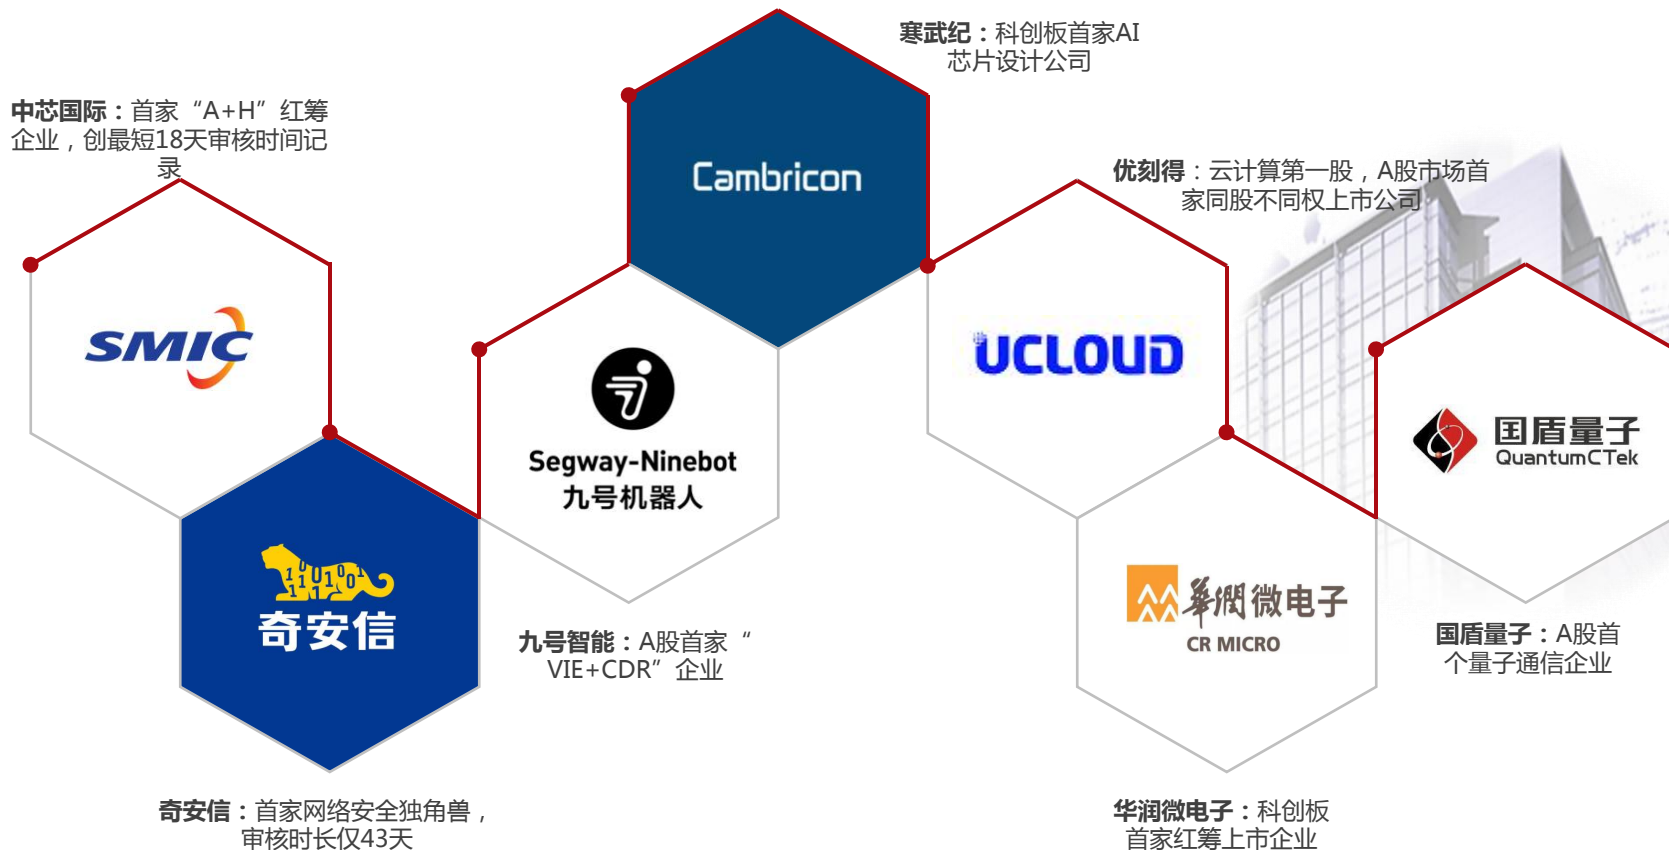 寒武纪：科创板首家AI
芯片设计公司
中芯国际：首家“A+H”红筹
企业，创最短18天审核时间记
录
Cambricon
优刻得：云计算第一股，A股市场首
家同股不同权上市公司
SMIC
UCLOUD
Segway-Ninebot
九号机器人
国盾量子
QuantumCTek
1001001
110100
11
奇安信
華潤微电子
CR MICRO
九号智能：A股首家“
VIE+CDR”企业
国盾量子：A股首
个量子通信企业
奇安信：首家网络安全独角兽，
审核时长仅43天
华润微电子：科创板
首家红筹上市企业